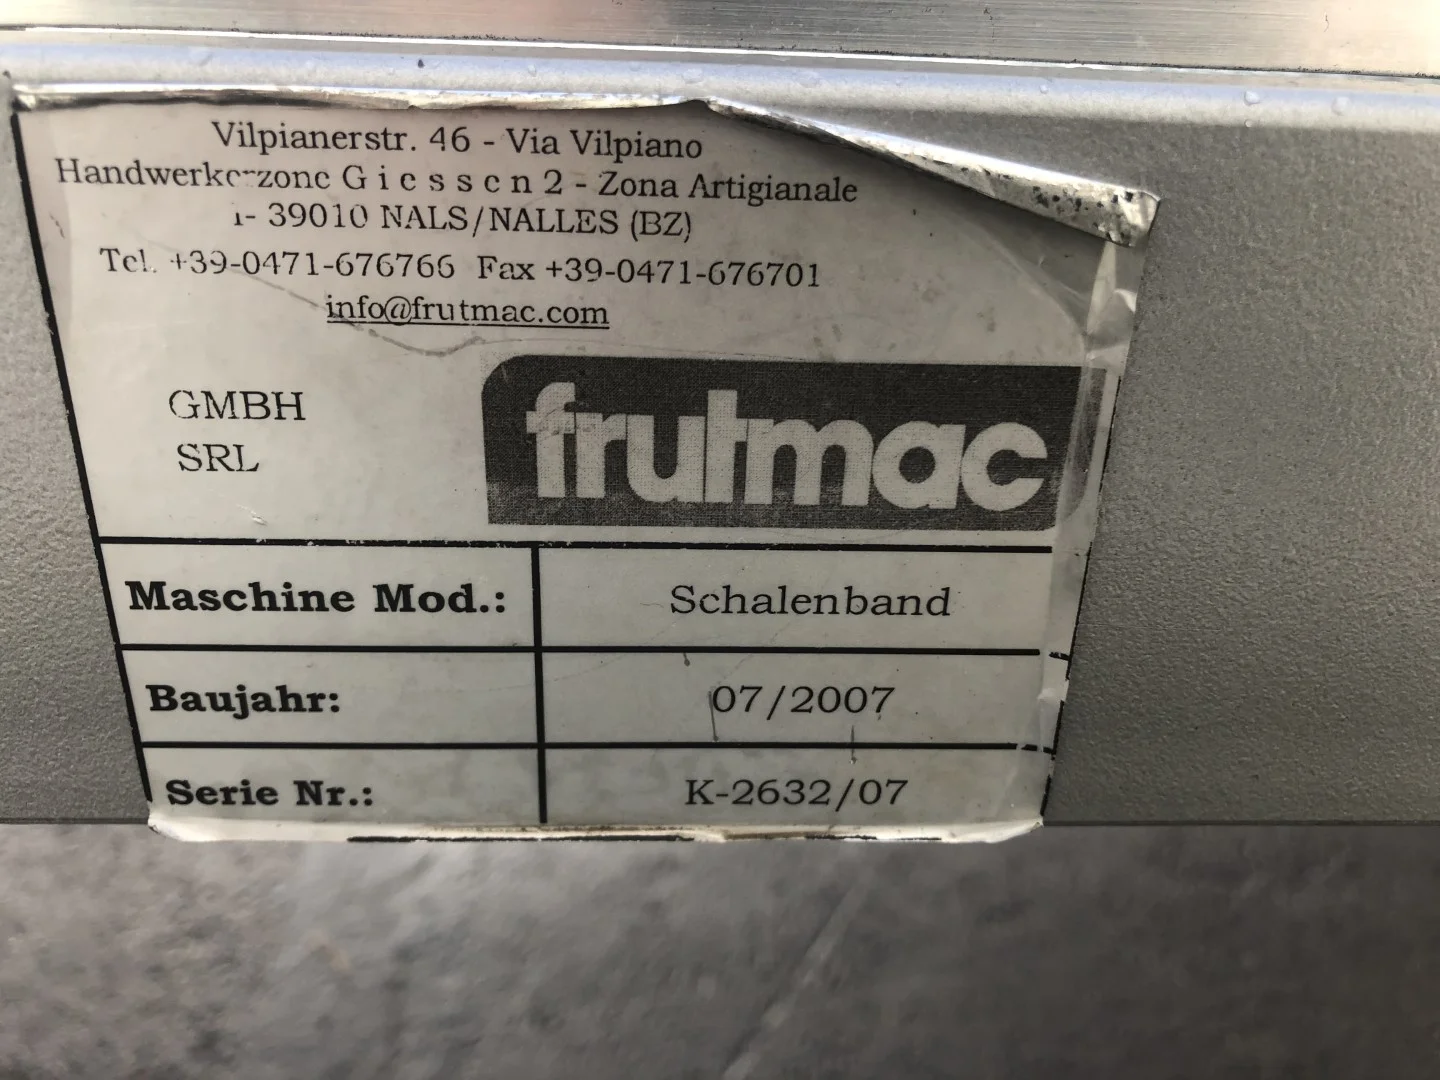 Vilpianerstr. 46 - Via Vilpiano
Handwerkerzone Giessen 2 - Zona Artigianale
I- 39010 NALS/NALLES (BZ)
Tel. +39-0471-676766 Fax +39-0471-676701
info@frutmac.com
GMBH
SRL
frutmac
Maschine Mod.: Schalenband
Baujahr: 07/2007
Serie Nr.: K-2632/07